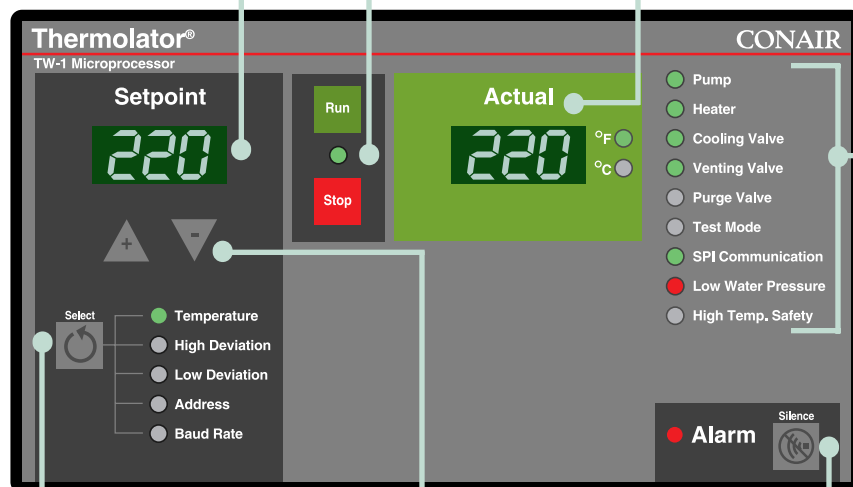 Thermolator®
CONAIR
TW-1 Microprocessor
Setpoint
220
+
-
Select
Temperature
High Deviation
Low Deviation
Address
Baud Rate
Run
Stop
Actual
220
°F
°C
Pump
Heater
Cooling Valve
Venting Valve
Purge Valve
Test Mode
SPI Communication
Low Water Pressure
High Temp. Safety
Alarm
Silence